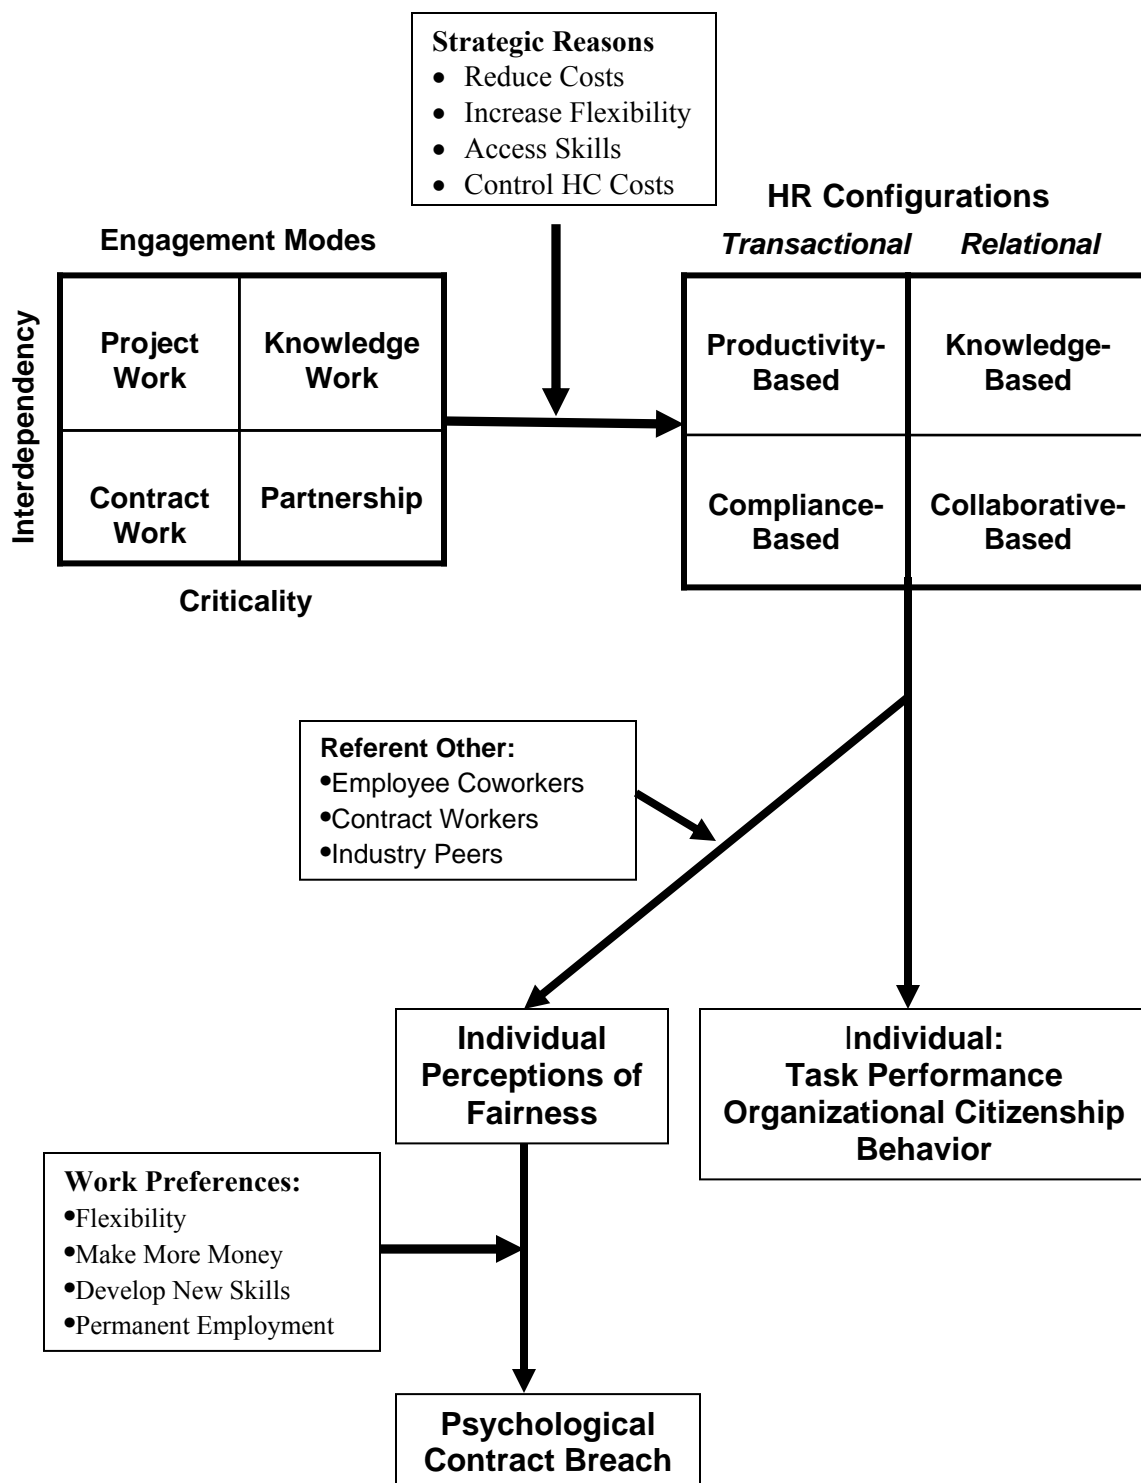 Strategic Reasons
• Reduce Costs
• Increase Flexibility
• Access Skills
• Control HC Costs
HR Configurations
Transactional Relational
Engagement Modes
Interdependency
Project
Work
Knowledge
Work
Contract
Work
Partnership
Criticality
Productivity-
Based
Knowledge-
Based
Compliance-
Based
Collaborative-
Based
Referent Other:
•Employee Coworkers
•Contract Workers
•Industry Peers
Individual
Perceptions of
Fairness
Individual:
Task Performance
Organizational Citizenship
Behavior
Work Preferences:
•Flexibility
•Make More Money
•Develop New Skills
•Permanent Employment
Psychological
Contract Breach